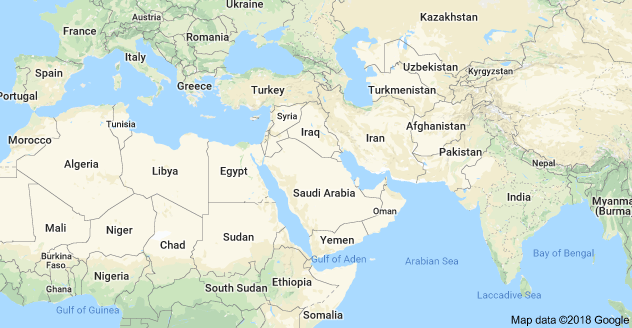 Ukraine
Kazakhstan
Austria
France
Romania
Italy
Uzbekistan
Kyrgyzstan
Spain
Greece
Turkey
Turkmenistan
Portugal
Syria
Tunisia
Iraq
Iran
Afghanistan
Morocco
Pakistan
Algeria
Libya
Egypt
Nepal
Saudi Arabia
India
Myanma
(Burma)
Oman
Mali
Niger
Chad
Sudan
Yemen
Burkina
Faso
Gulf of Aden
Arabian Sea
Bay of Bengal
Nigeria
Ghana
South Sudan
Ethiopia
Laccadive Sea
Gulf of Guinea
Somalia
Map data ©2018 Google